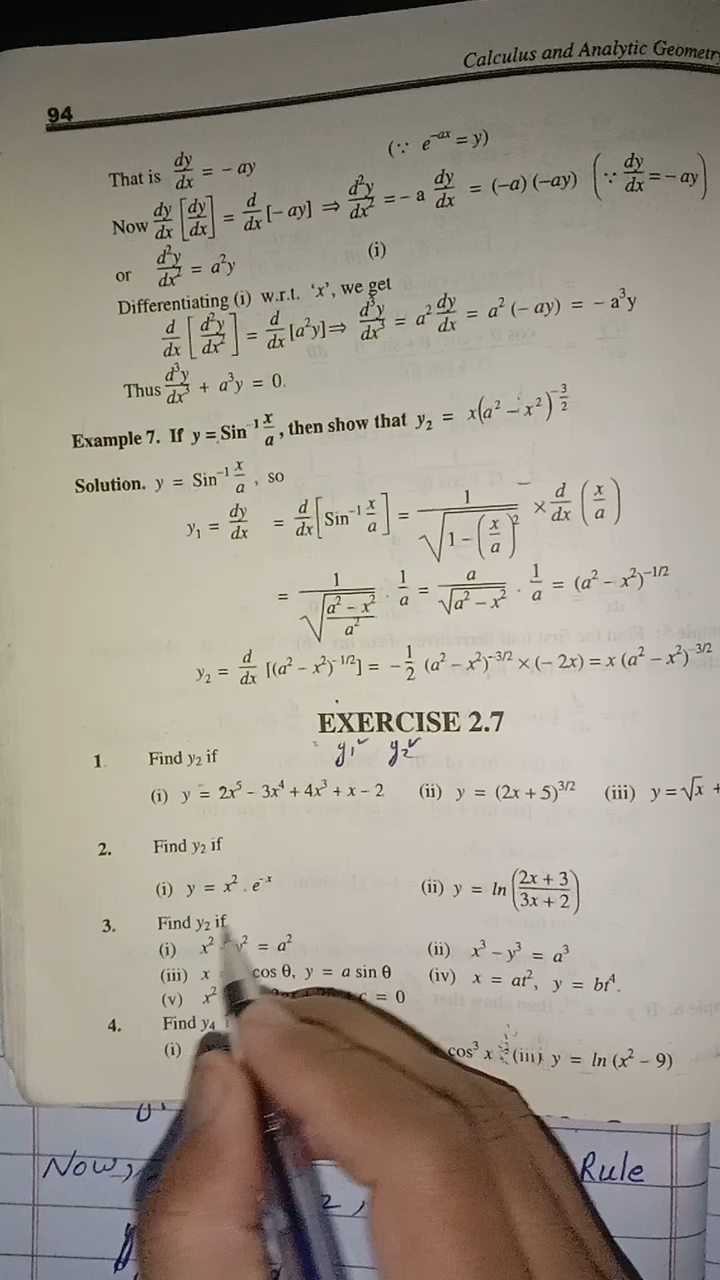 Calculus and Analytic Geometry
94
That is dy/dx = – ay (∵ e^–ax = y)
Now dy/dx [dy/dx] = d/dx [– ay] ⇒ d²y/dx² = – a dy/dx = (–a) (–ay) (∵ dy/dx = – ay)
or d²y/dx² = a²y (i)
Differentiating (i) w.r.t. ‘x’, we get
d/dx [d²y/dx²] = d/dx [a²y] ⇒ d³y/dx³ = a² dy/dx = a² (– ay) = – a³y
Thus d³y/dx³ + a³y = 0.
Example 7. If y = Sin⁻¹ x/a , then show that y₂ = x(a² – x²)^–3/2
Solution. y = Sin⁻¹ x/a , so
y₁ = dy/dx = d/dx [Sin⁻¹ x/a] = 1/√(1 – (x/a)²) × d/dx (x/a)
= 1/√((a² – x²)/a²) . 1/a = a/√(a² – x²) . 1/a = (a² – x²)^–1/2
y₂ = d/dx [(a² – x²)^–1/2] = – 1/2 (a² – x²)^–3/2 × (– 2x) = x (a² – x²)^–3/2
EXERCISE 2.7
y₁ ✓ y₂ ✓
1 Find y₂ if
(i) y = 2x⁵ – 3x⁴ + 4x³ + x – 2 (ii) y = (2x + 5)^3/2 (iii) y = √x +
2. Find y₂ if
(i) y = x² . e^–x (ii) y = ln ((2x + 3)/(3x + 2))
3. Find y₂ if
(i) x² y² = a² (ii) x³ – y³ = a³
(iii) x cos θ, y = a sin θ (iv) x = at², y = bt⁴.
(v) x² = 0
4. Find y₄
(i) cos³ x (iii) y = ln (x² – 9)
Now, Rule
2 ,